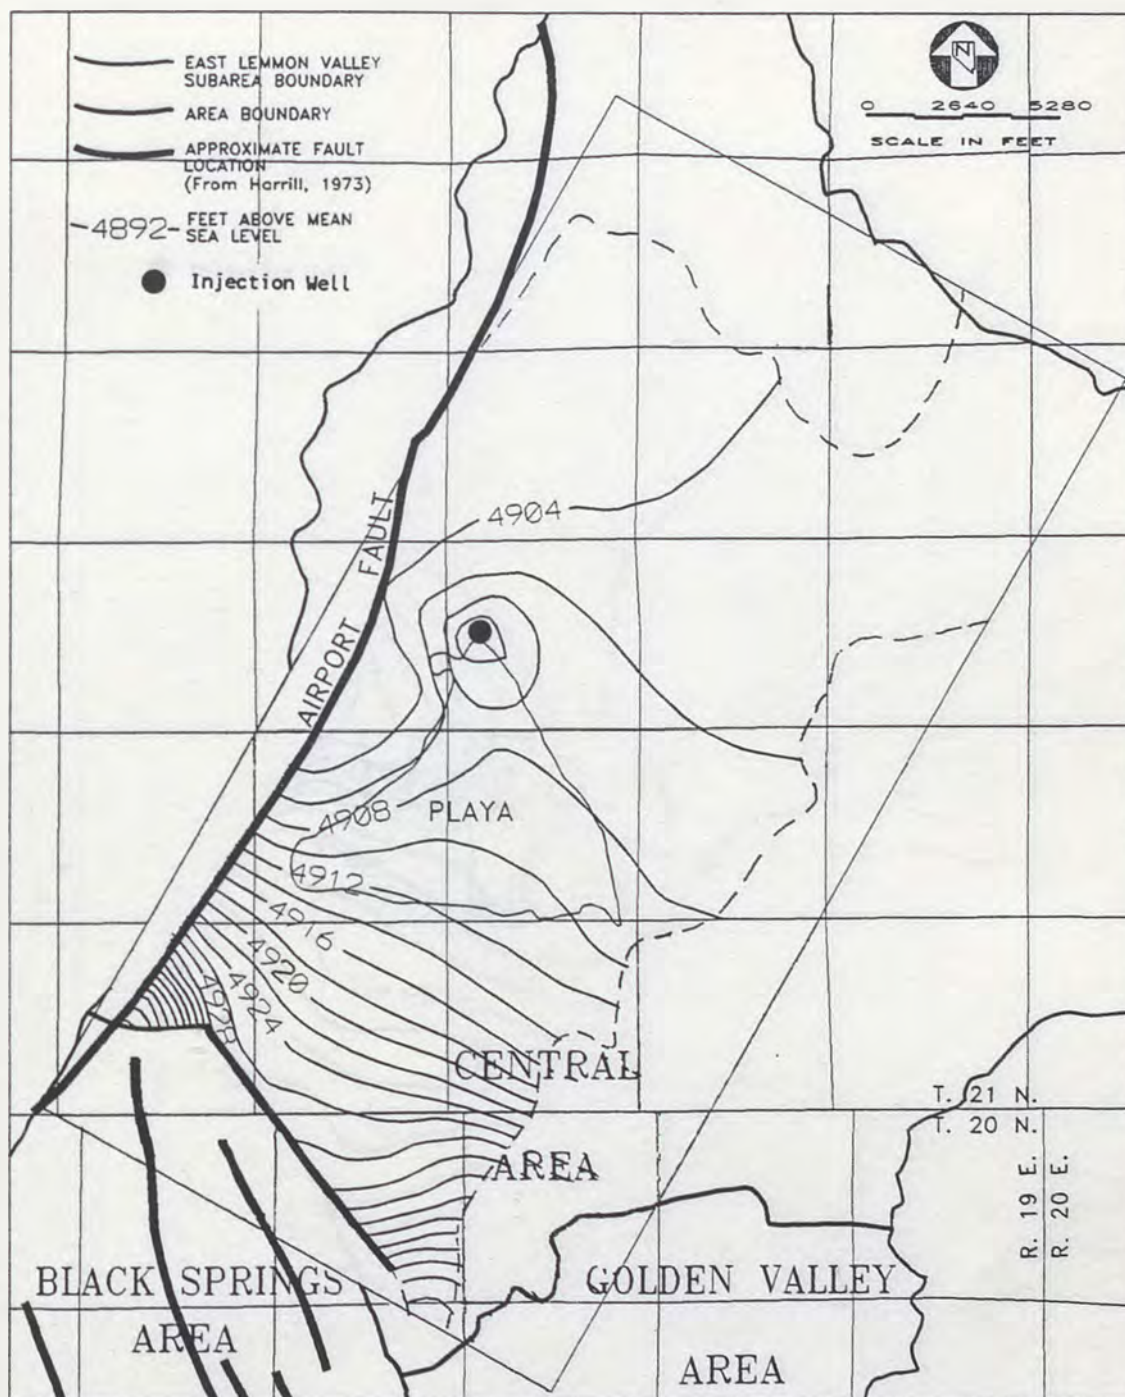 EAST LEMMON VALLEY
SUBAREA BOUNDARY
AREA BOUNDARY
APPROXIMATE FAULT
LOCATION
(From Harrill, 1973)
-4892- FEET ABOVE MEAN
SEA LEVEL
Injection Well
N
0 2640 5280
SCALE IN FEET
4904
AIRPORT FAULT
4908
PLAYA
4912
4916
4920
4924
4928
CENTRAL
AREA
T. 21 N.
T. 20 N.
R. 19 E.
R. 20 E.
BLACK SPRINGS
AREA
GOLDEN VALLEY
AREA